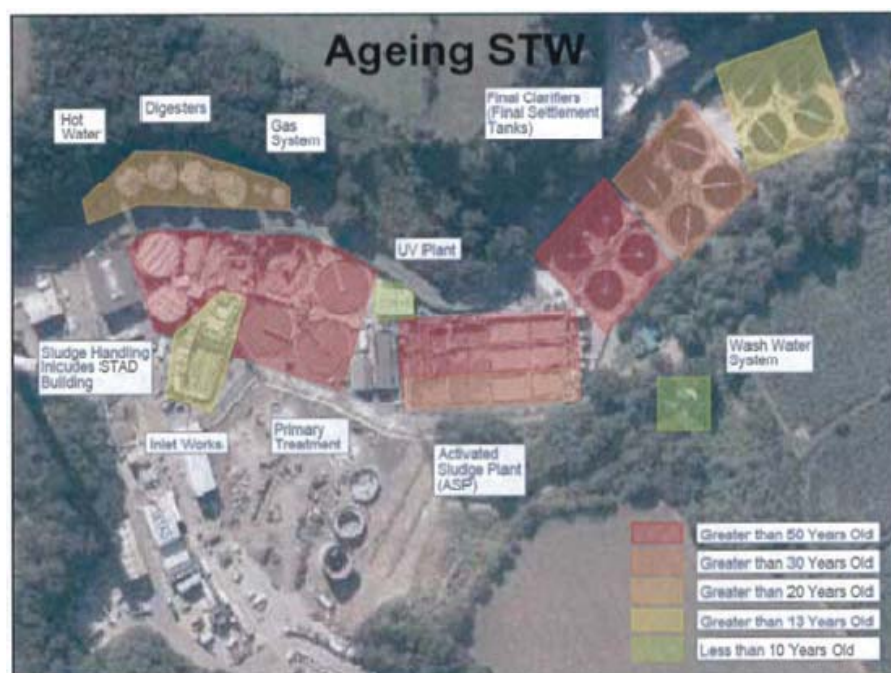 Ageing STW
Hot
Water
Digesters
Gas
System
Final Clarifiers
(Final Settlement
Tanks)
UV Plant
Sludge Handling
Inlcudes STAD
Building
Inlet Works
Primary
Treatment
Activated
Sludge Plant
(ASP)
Wash Water
System
Greater than 50 Years Old
Greater than 30 Years Old
Greater than 20 Years Old
Greater than 13 Years Old
Less than 10 Years Old